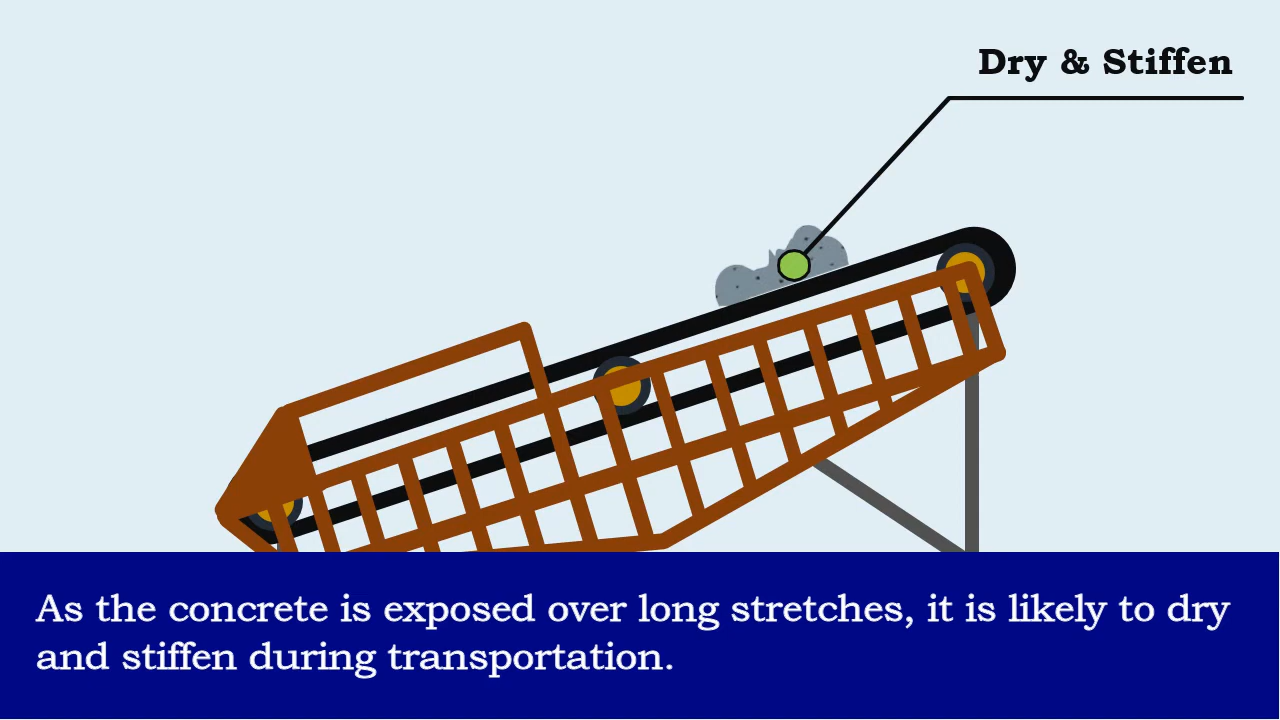 Dry & Stiffen
As the concrete is exposed over long stretches, it is likely to dry
and stiffen during transportation.